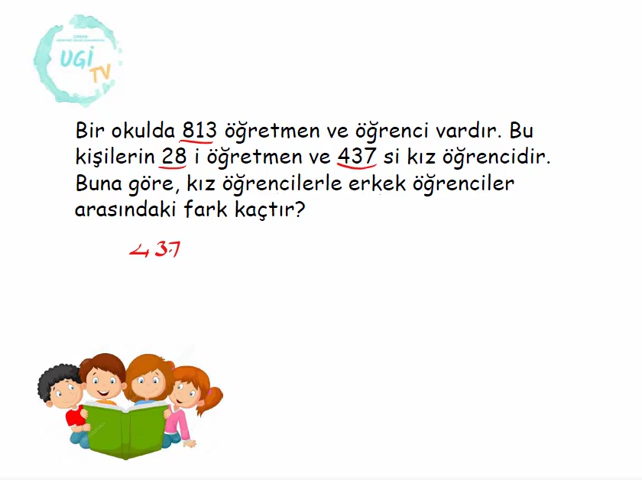 UGİ
TV
Bir okulda 813 öğretmen ve öğrenci vardır. Bu
kişilerin 28 i öğretmen ve 437 si kız öğrencidir.
Buna göre, kız öğrencilerle erkek öğrenciler
arasındaki fark kaçtır?
437